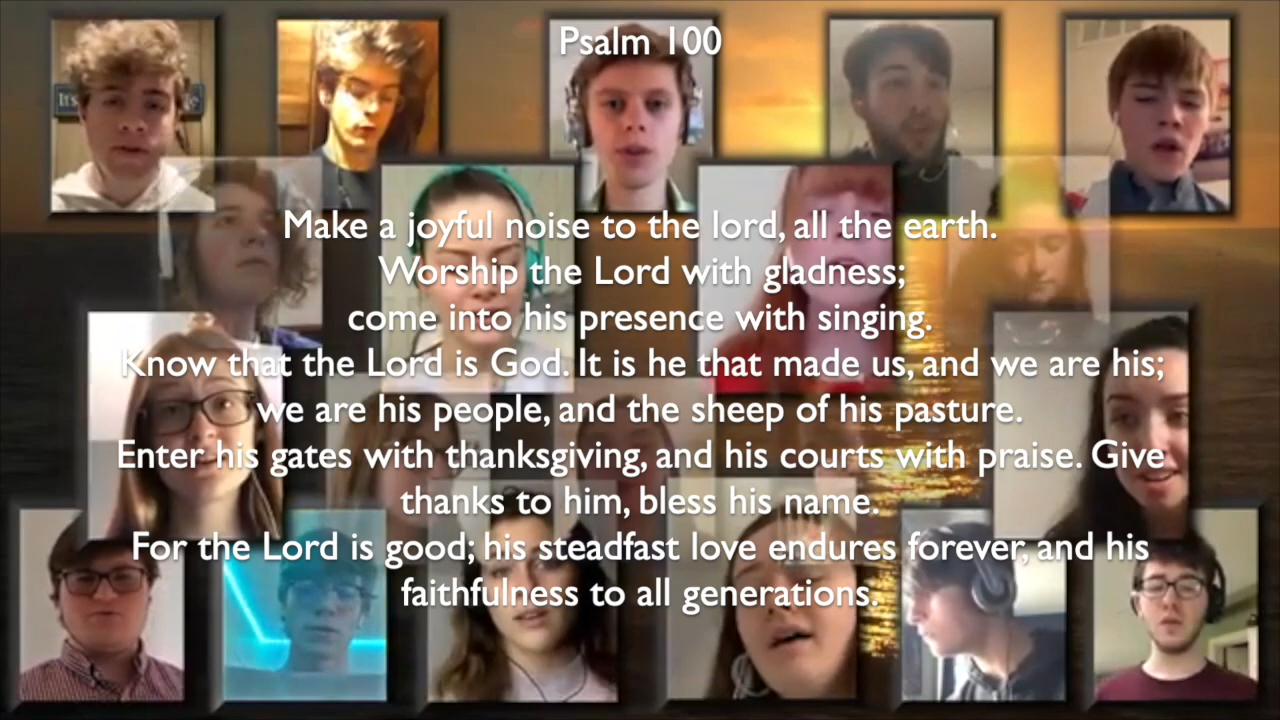 Psalm 100
It's
Make a joyful noise to the lord, all the earth.
Worship the Lord with gladness;
come into his presence with singing.
Know that the Lord is God. It is he that made us, and we are his;
we are his people, and the sheep of his pasture.
Enter his gates with thanksgiving, and his courts with praise. Give
thanks to him, bless his name.
For the Lord is good; his steadfast love endures forever, and his
faithfulness to all generations.